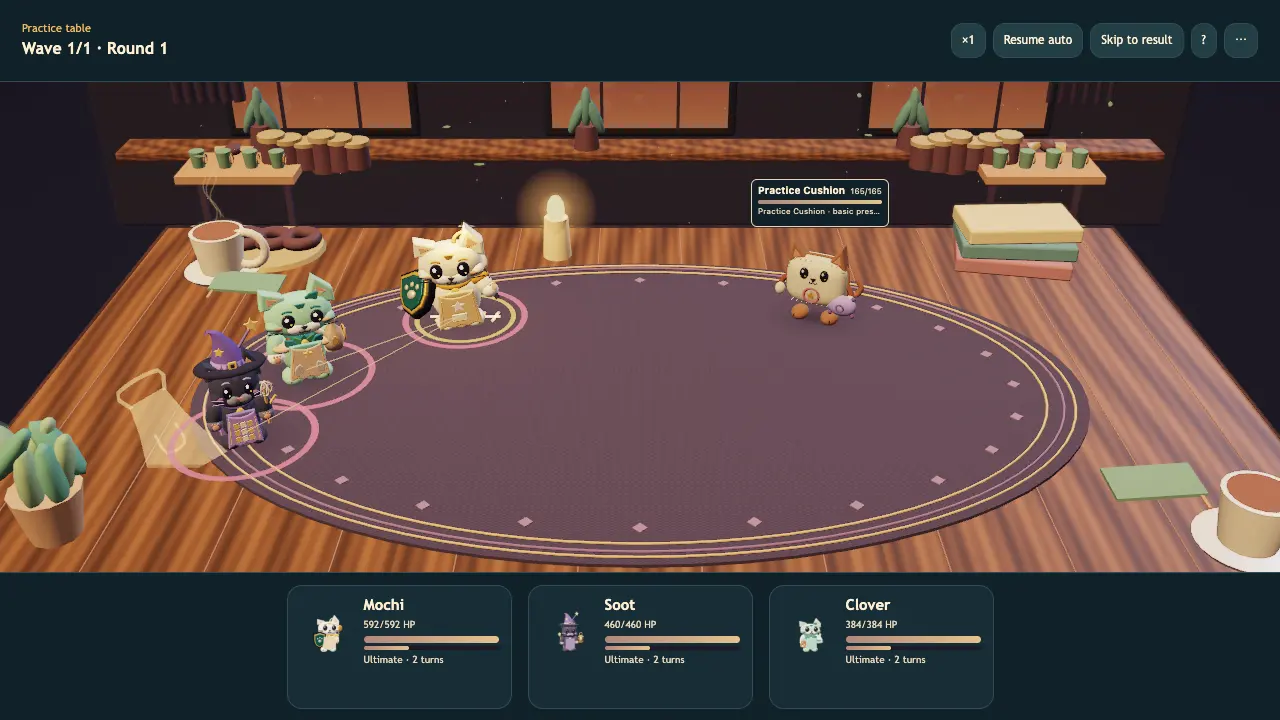 Practice table
Wave 1/1 · Round 1
×1
Resume auto
Skip to result
?
···
Practice Cushion 165/165
Practice Cushion · basic pres...
Mochi
592/592 HP
Ultimate · 2 turns
Soot
460/460 HP
Ultimate · 2 turns
Clover
384/384 HP
Ultimate · 2 turns